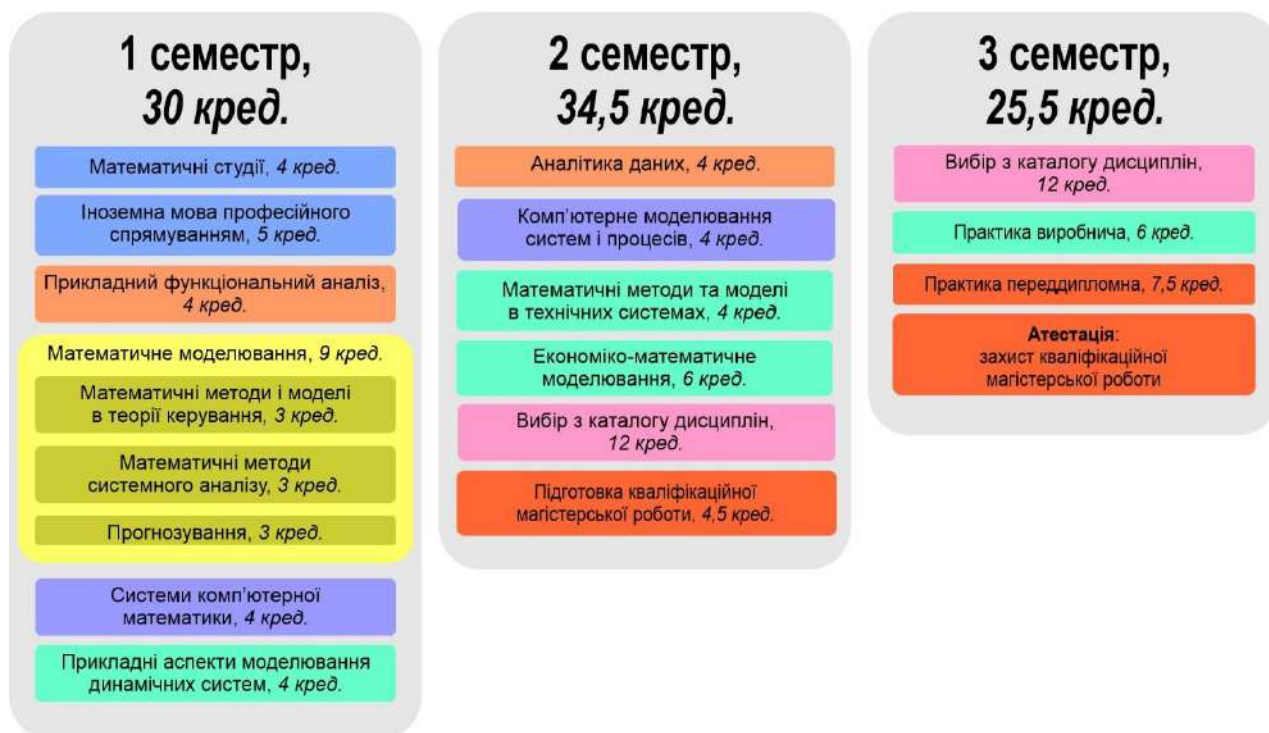 1 семестр,
30 кред.
Математичні студії, 4 кред.
Іноземна мова професійного
спрямуванням, 5 кред.
Прикладний функціональний аналіз,
4 кред.
Математичне моделювання, 9 кред.
Математичні методи і моделі
в теорії керування, 3 кред.
Математичні методи
системного аналізу, 3 кред.
Прогнозування, 3 кред.
Системи комп'ютерної
математики, 4 кред.
Прикладні аспекти моделювання
динамічних систем, 4 кред.
2 семестр,
34,5 кред.
Аналітика даних, 4 кред.
Комп'ютерне моделювання
систем і процесів, 4 кред.
Математичні методи та моделі
в технічних системах, 4 кред.
Економіко-математичне
моделювання, 6 кред.
Вибір з каталогу дисциплін,
12 кред.
Підготовка кваліфікаційної
магістерської роботи, 4,5 кред.
3 семестр,
25,5 кред.
Вибір з каталогу дисциплін,
12 кред.
Практика виробнича, 6 кред.
Практика переддипломна, 7,5 кред.
Атестація:
захист кваліфікаційної
магістерської роботи